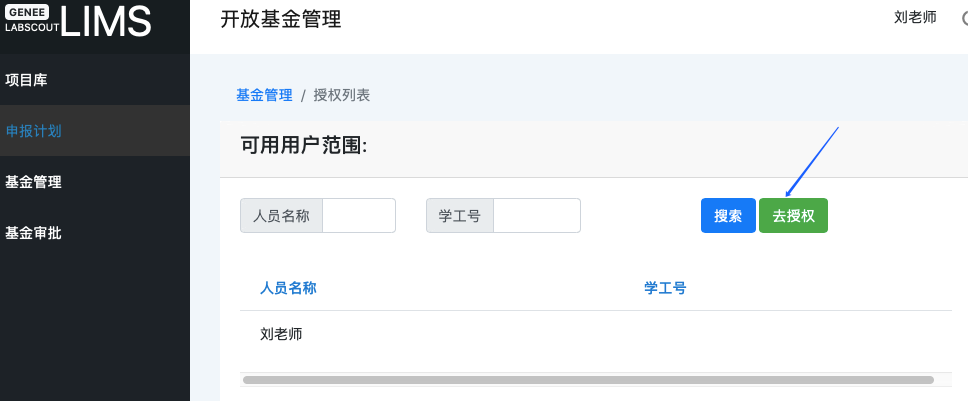 GENEE
LABSCOUT LIMS
开放基金管理
刘老师
项目库
申报计划
基金管理
基金审批
基金管理 / 授权列表
可用用户范围:
人员名称 学工号 搜索 去授权
人员名称 学工号
刘老师